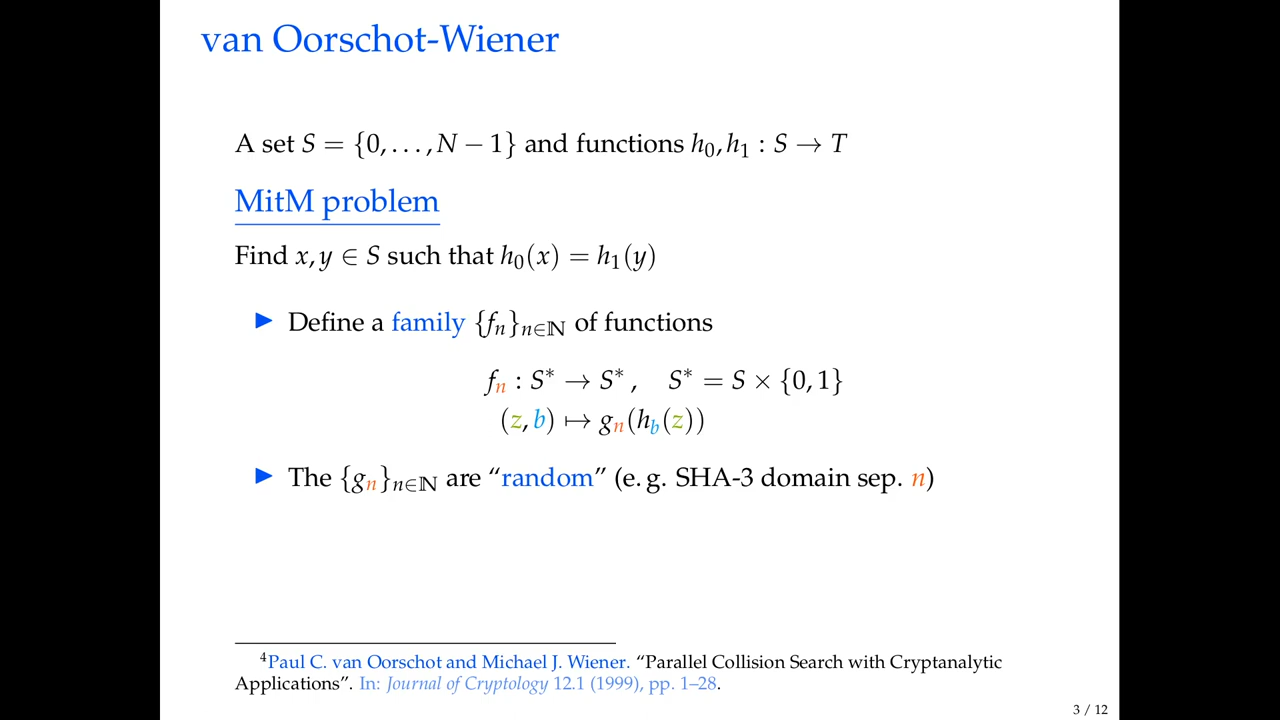 van Oorschot-Wiener
A set S = {0, . . . , N − 1} and functions h₀, h₁ : S → T
MitM problem
Find x, y ∈ S such that h₀(x) = h₁(y)
▶ Define a family {fₙ}ₙ∈ℕ of functions
fₙ : S* → S* , S* = S × {0, 1}
(z, b) ↦ gₙ(h_b(z))
▶ The {gₙ}ₙ∈ℕ are “random” (e. g. SHA-3 domain sep. n)
⁴Paul C. van Oorschot and Michael J. Wiener. “Parallel Collision Search with Cryptanalytic
Applications”. In: Journal of Cryptology 12.1 (1999), pp. 1–28.
3 / 12